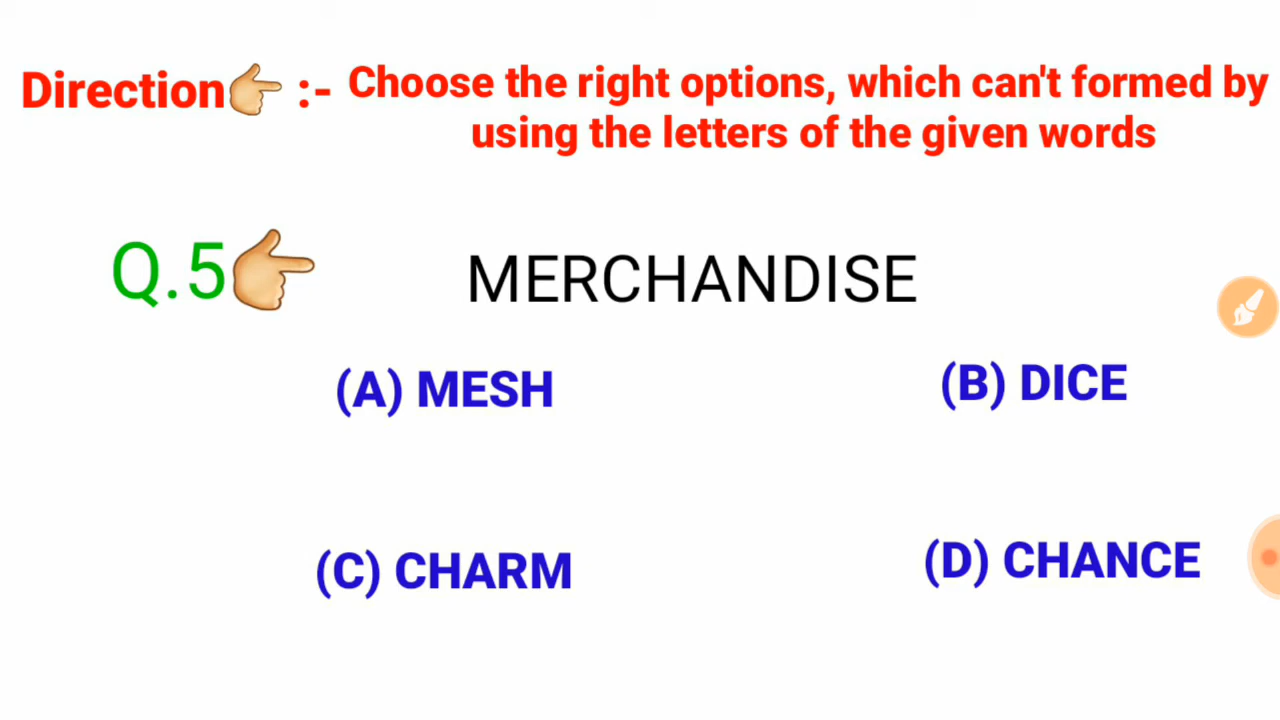 Direction👉 :- Choose the right options, which can't formed by
using the letters of the given words
Q.5👉 MERCHANDISE
(A) MESH (B) DICE
(C) CHARM (D) CHANCE